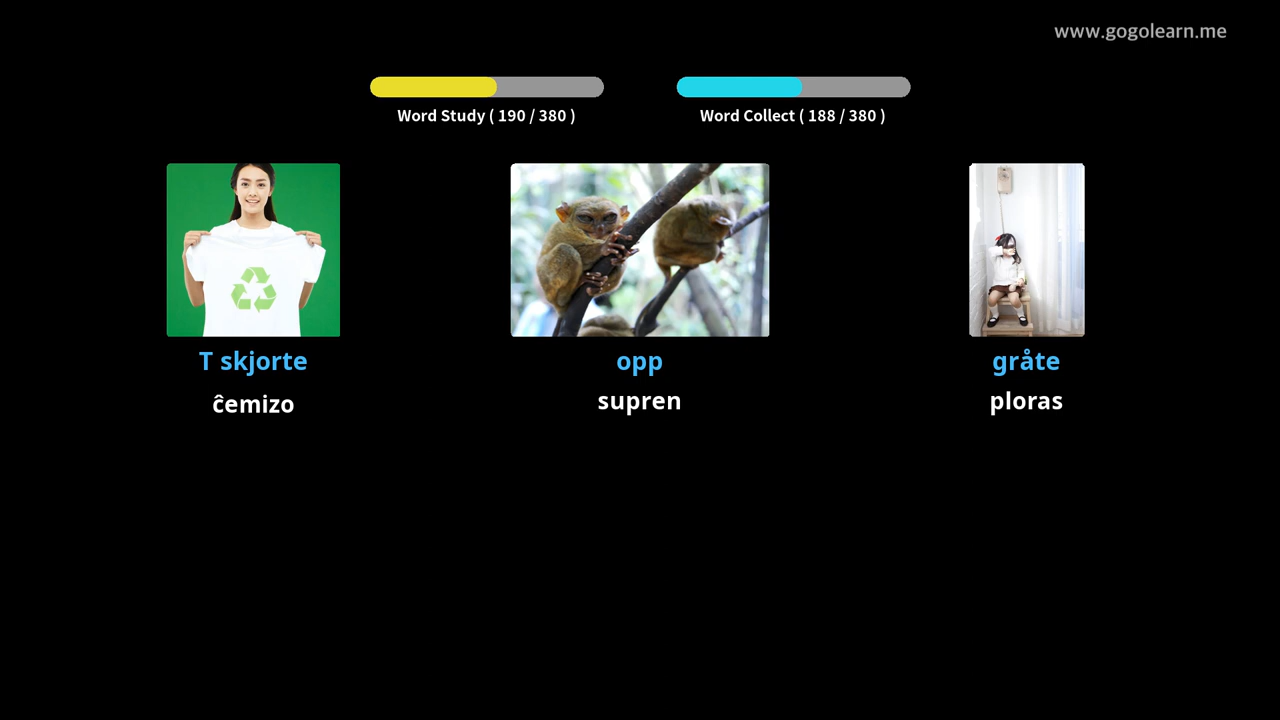 www.gogolearn.me
Word Study ( 190 / 380 )
Word Collect ( 188 / 380 )
T skjorte
opp
gråte
ĉemizo
supren
ploras